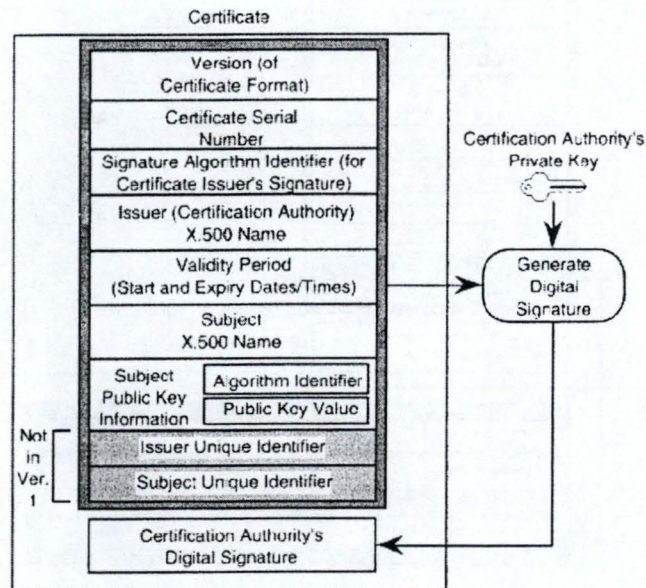 Certificate
Version (of
Certificate Format)
Certificate Serial
Number
Signature Algorithm Identifier (for
Certificate Issuer's Signature)
Issuer (Certification Authority)
X.500 Name
Validity Period
(Start and Expiry Dates/Times)
Subject
X.500 Name
Subject
Public Key
Information
Algorithm Identifier
Public Key Value
Not
in
Ver.
1
Issuer Unique Identifier
Subject Unique Identifier
Certification Authority's
Digital Signature
Certification Authority's
Private Key
Generate
Digital
Signature